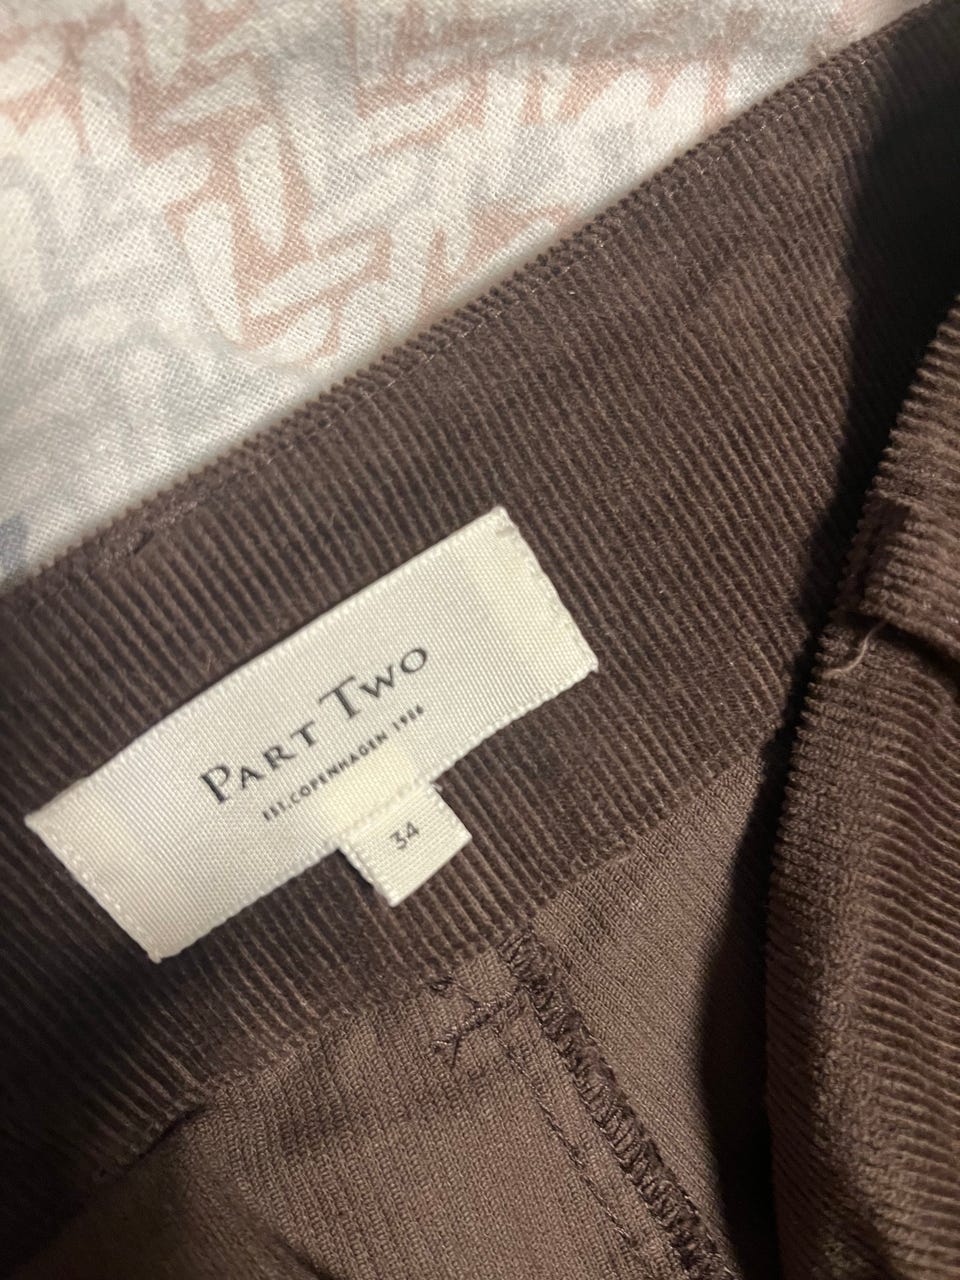 PART TWO
EST.COPENHAGEN 1986
34